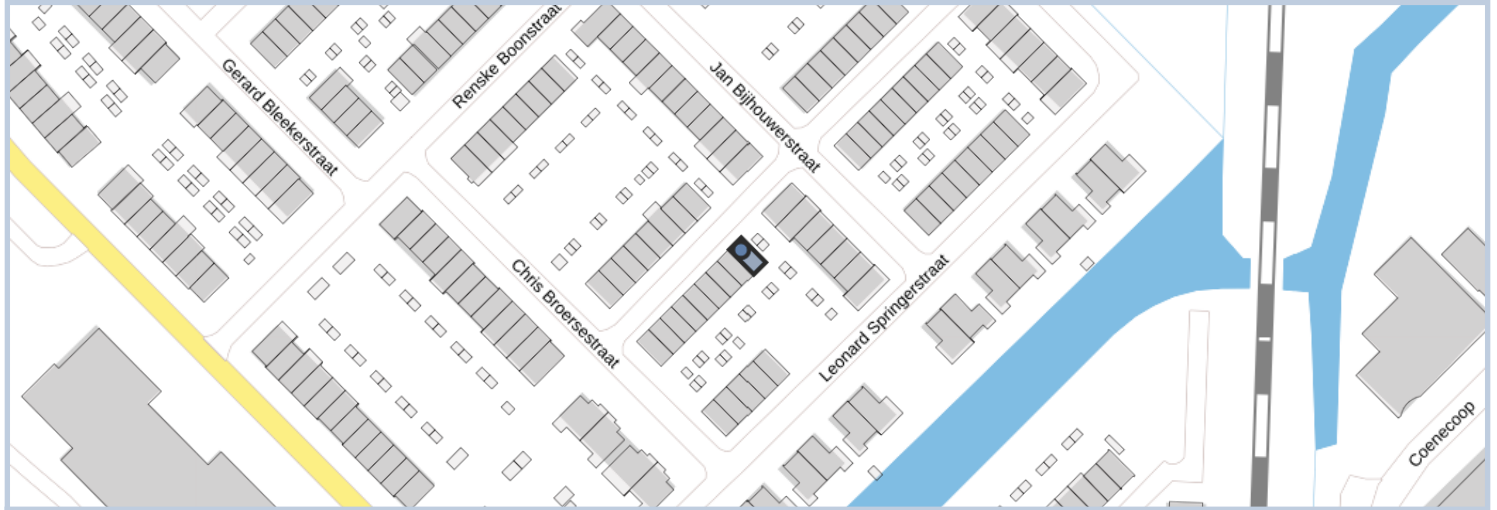 Renske Boonstraat
Gerard Bleekerstraat
Jan Bijhouwerstraat
Chris Broersestraat
Leonard Springerstraat
Coenecoop